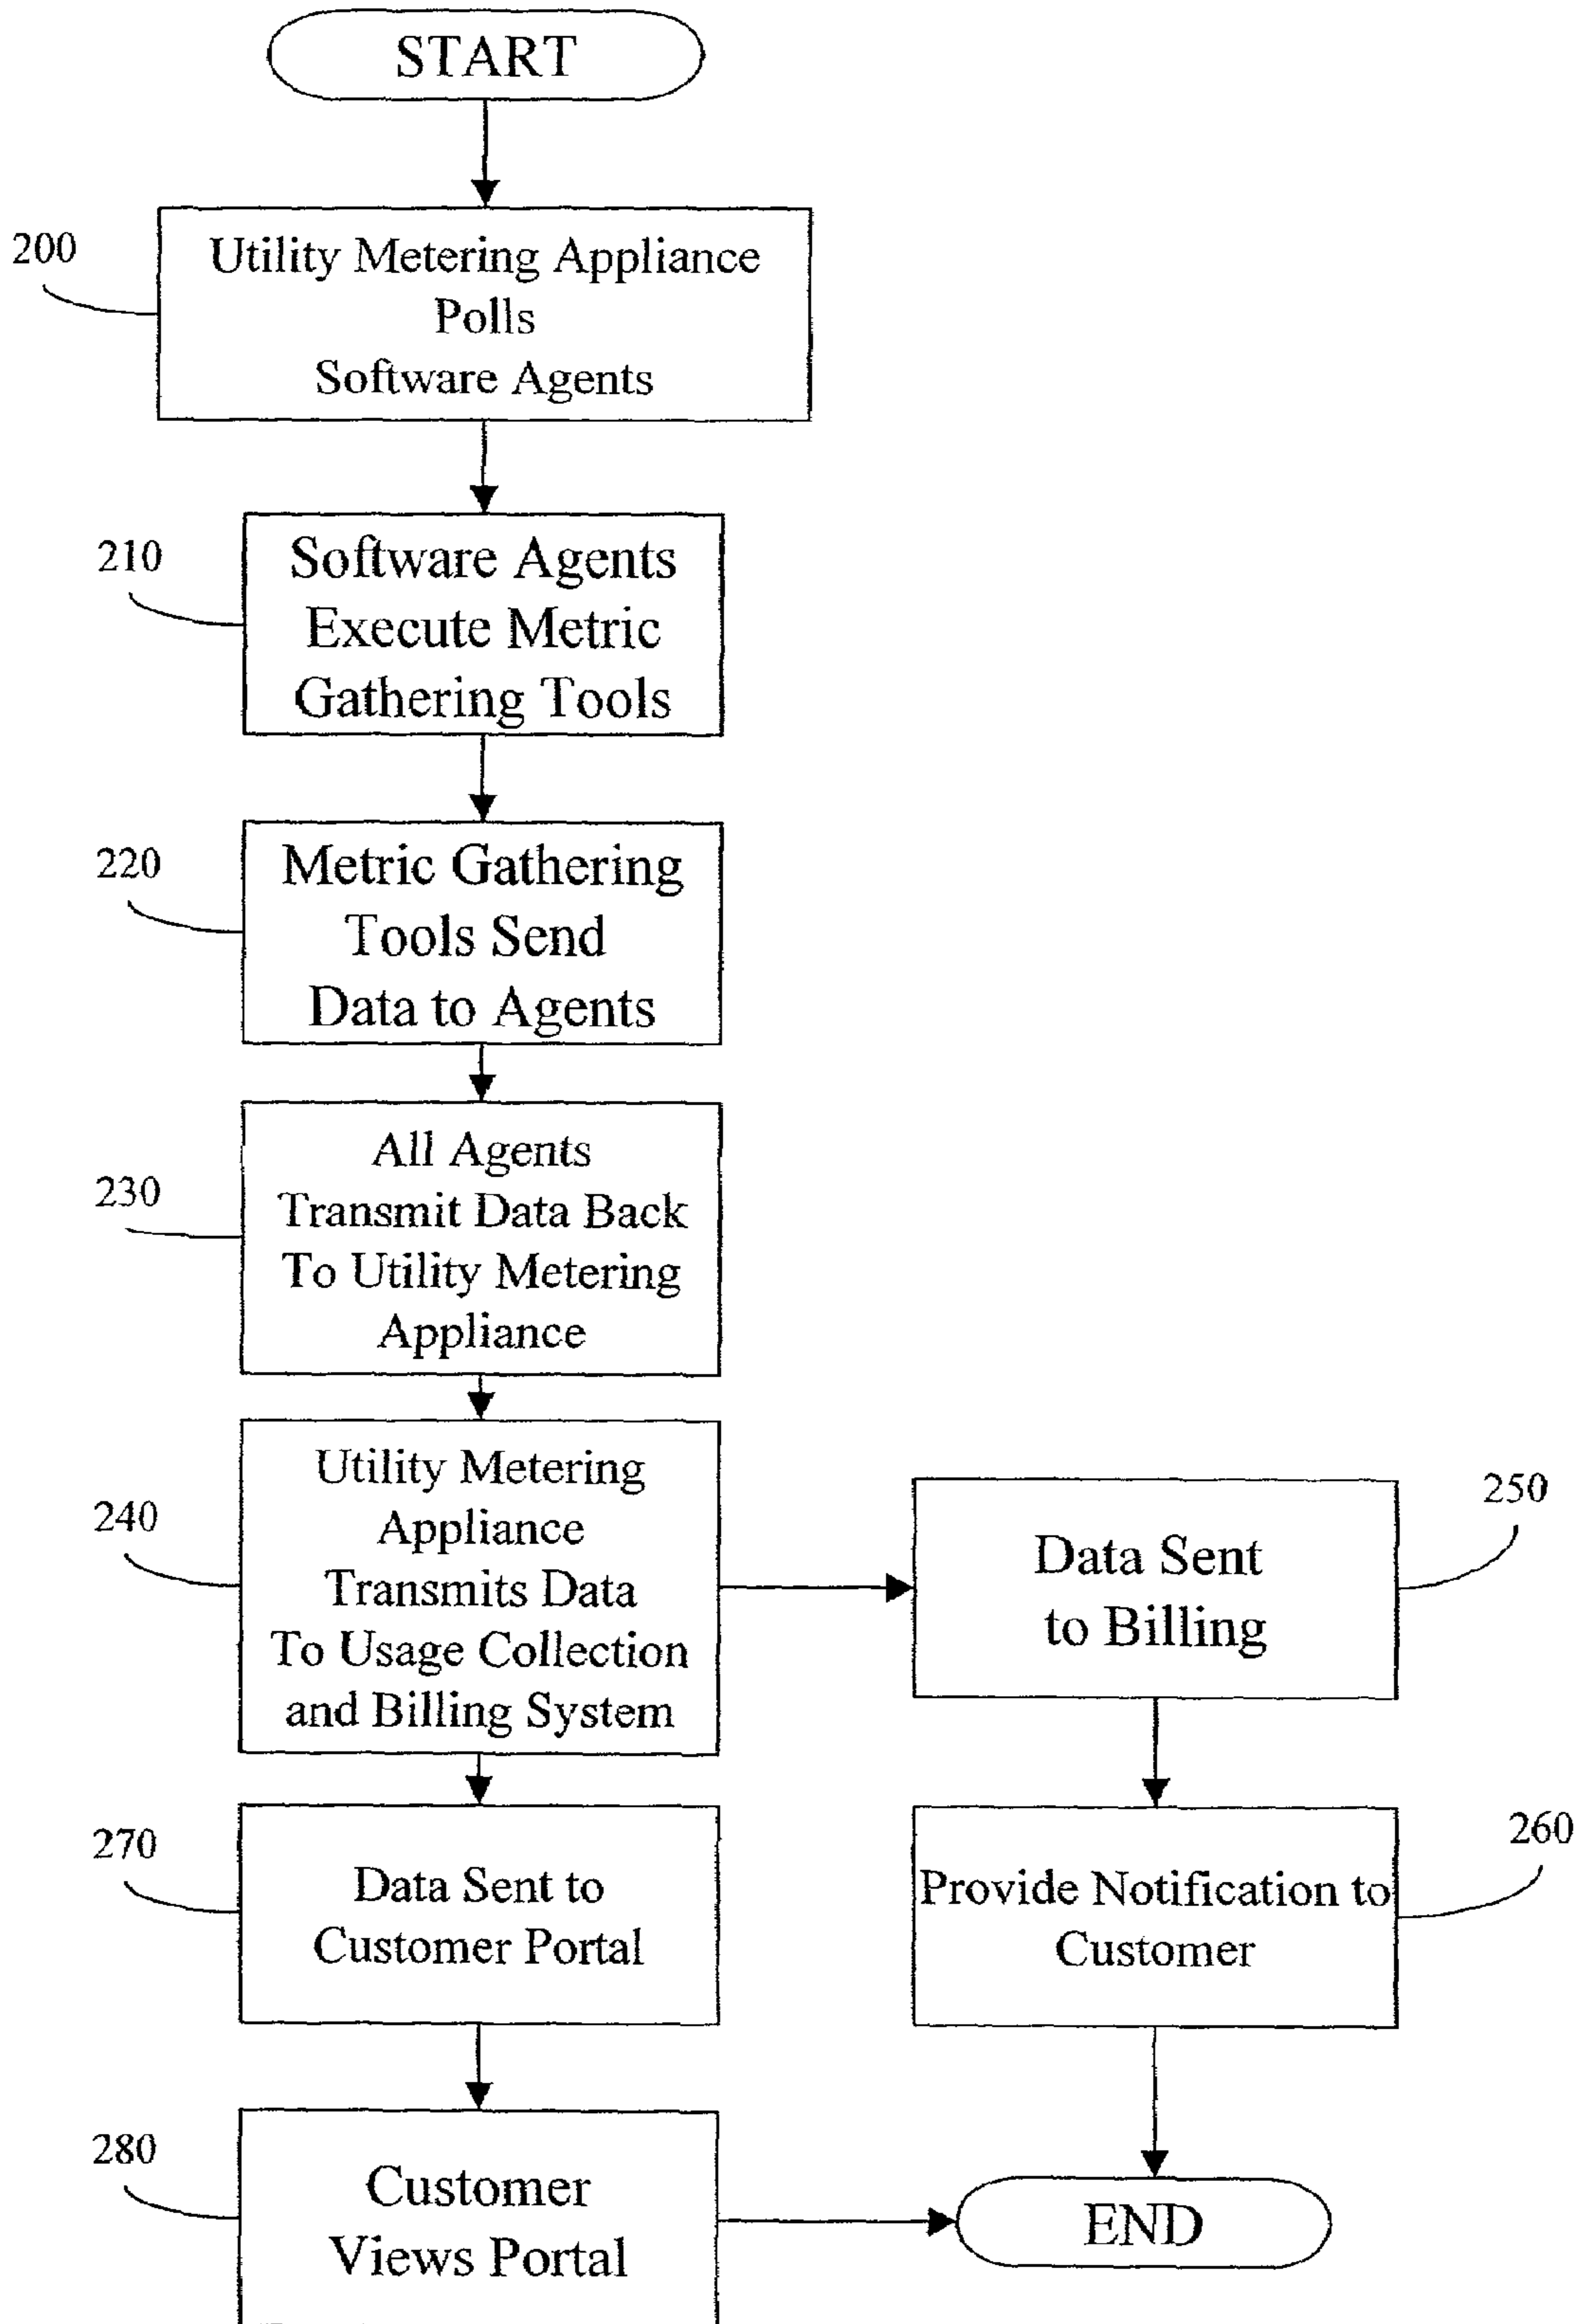 START
200
Utility Metering Appliance
Polls
Software Agents
210
Software Agents
Execute Metric
Gathering Tools
220
Metric Gathering
Tools Send
Data to Agents
230
All Agents
Transmit Data Back
To Utility Metering
Appliance
240
Utility Metering
Appliance
Transmits Data
To Usage Collection
and Billing System
250
Data Sent
to Billing
270
Data Sent to
Customer Portal
260
Provide Notification to
Customer
280
Customer
Views Portal
END